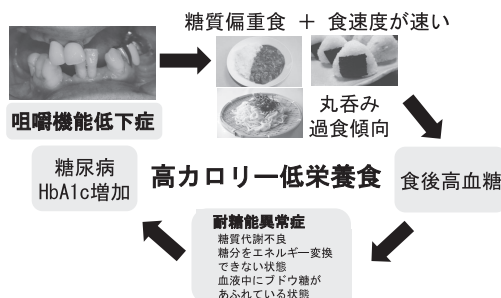 糖質偏重食 + 食速度が速い
咀嚼機能低下症
丸呑み
過食傾向
糖尿病
HbA1c増加
高カロリー低栄養食
食後高血糖
耐糖能異常症
糖質代謝不良
糖分をエネルギー変換
できない状態
血液中にブドウ糖が
あふれている状態